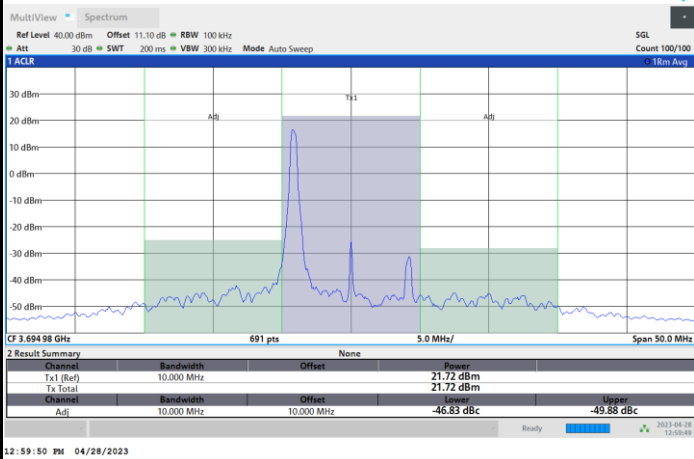 MultiView Spectrum
Ref Level 40.00 dBm Offset 11.10 dB RBW 100 kHz SGL
Att 30 dB SWT 200 ms VBW 300 kHz Mode Auto Sweep Count 100/100
1 ACLR 1Rm Avg
30 dBm
Tx1
20 dBm
Adj Adj
10 dBm
0 dBm
-10 dBm
-20 dBm
-30 dBm
-40 dBm
-50 dBm
CF 3.694 98 GHz 691 pts 5.0 MHz/ Span 50.0 MHz
2 Result Summary None
Channel Bandwidth Offset Power
Tx1 (Ref) 10.000 MHz 21.72 dBm
Tx Total 21.72 dBm
Channel Bandwidth Offset Lower Upper
Adj 10.000 MHz 10.000 MHz -46.83 dBc -49.88 dBc
Ready 2023-04-28
12:59:49
12:59:50 PM 04/28/2023